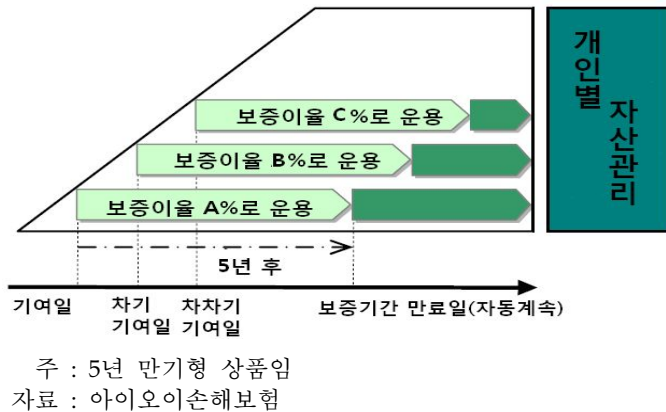 개인별
자산관리
보증이율 C%로 운용
보증이율 B%로 운용
보증이율 A%로 운용
5년 후
기여일
차기
기여일
차차기
기여일
보증기간 만료일(자동계속)
주 : 5년 만기형 상품임
자료 : 아이오이손해보험